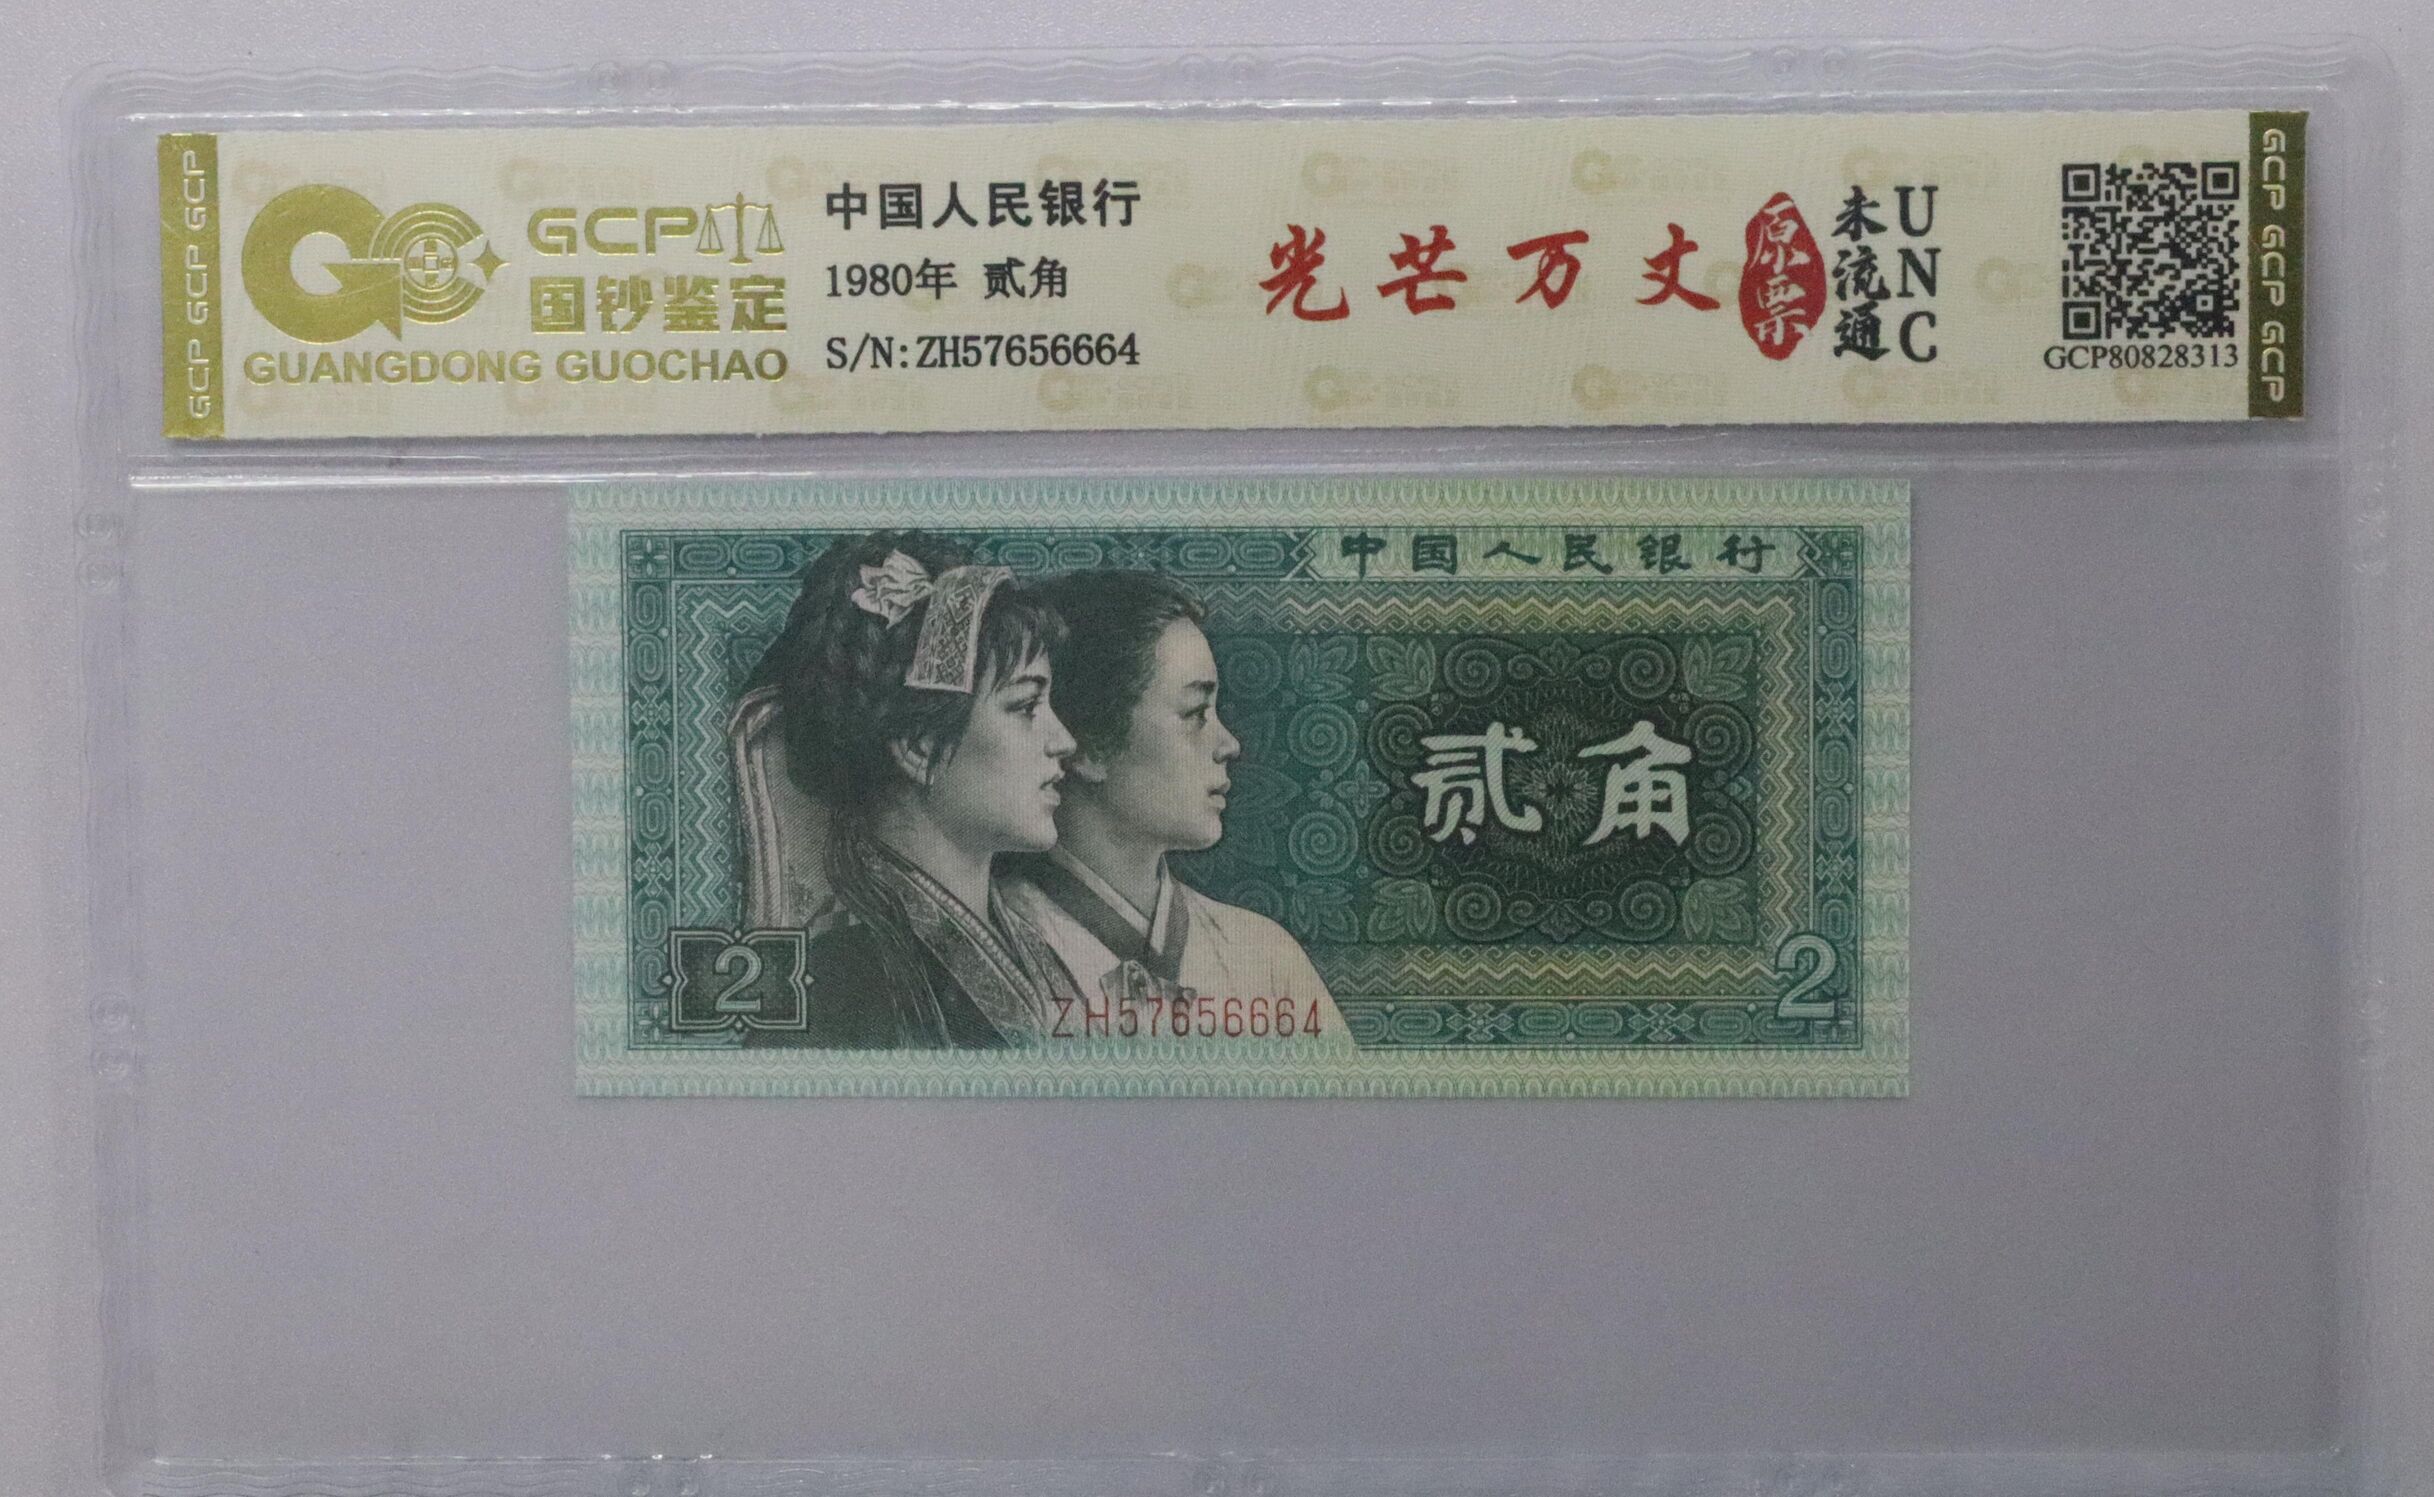 GCP GCP GCP
GCP
国钞鉴定
GUANGDONG GUOCHAO
中国人民银行
1980年 贰角
S/N:ZH57656664
光芒万丈
原票
未流通
UNC
GCP80828313
GCP GCP GCP
中国人民银行
贰角
2
2
ZH57656664